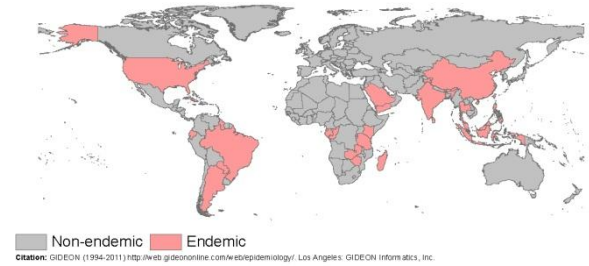 Non-endemic Endemic
Citation: GIDEON (1994-2011) http://web.gideononline.com/web/epidemiology/. Los Angeles: GIDEON Informatics, Inc.